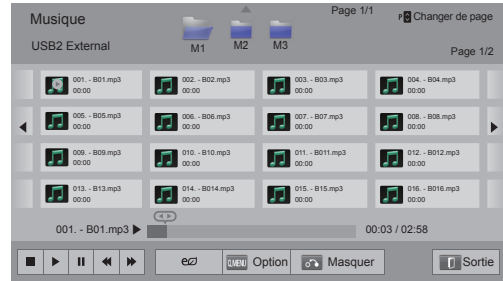 Musique
Page 1/1
P Changer de page
USB2 External
M1 M2 M3
Page 1/2
001. - B01.mp3
00:00
002. - B02.mp3
00:00
003. - B03.mp3
00:00
004. - B04.mp3
00:00
005. - B05.mp3
00:00
006. - B06.mp3
00:00
007. - B07.mp3
00:00
008. - B08.mp3
00:00
009. - B09.mp3
00:00
010. - B10.mp3
00:00
011. - B011.mp3
00:00
012. - B012.mp3
00:00
013. - B13.mp3
00:00
014. - B014.mp3
00:00
015. - B15.mp3
00:00
016. - B016.mp3
00:00
001. - B01.mp3
00:03 / 02:58
Q.MENU Option
Masquer
Sortie